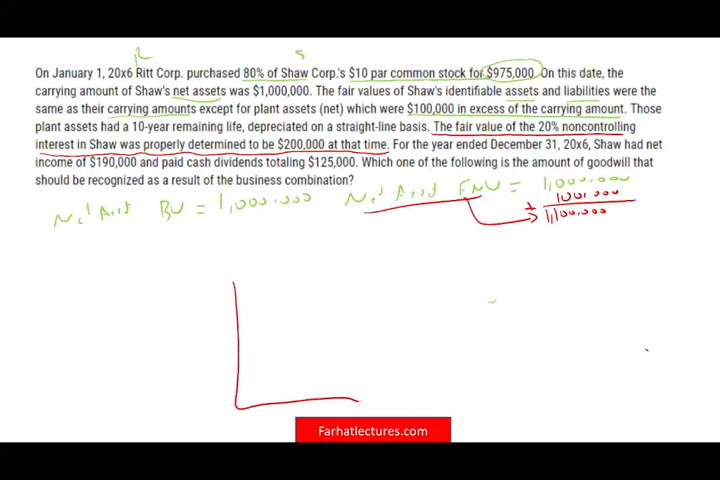 R
S
On January 1, 20x6 Ritt Corp. purchased 80% of Shaw Corp.'s $10 par common stock for $975,000 On this date, the
carrying amount of Shaw's net assets was $1,000,000. The fair values of Shaw's identifiable assets and liabilities were the
same as their carrying amounts except for plant assets (net) which were $100,000 in excess of the carrying amount. Those
plant assets had a 10-year remaining life, depreciated on a straight-line basis. The fair value of the 20% noncontrolling
interest in Shaw was properly determined to be $200,000 at that time. For the year ended December 31, 20x6, Shaw had net
income of $190,000 and paid cash dividends totaling $125,000. Which one of the following is the amount of goodwill that
should be recognized as a result of the business combination?
Net Asst BV = 1,000.000 Net Asst FMV = 1,000.000
+ 100,000
1,100.000
Farhatlectures.com